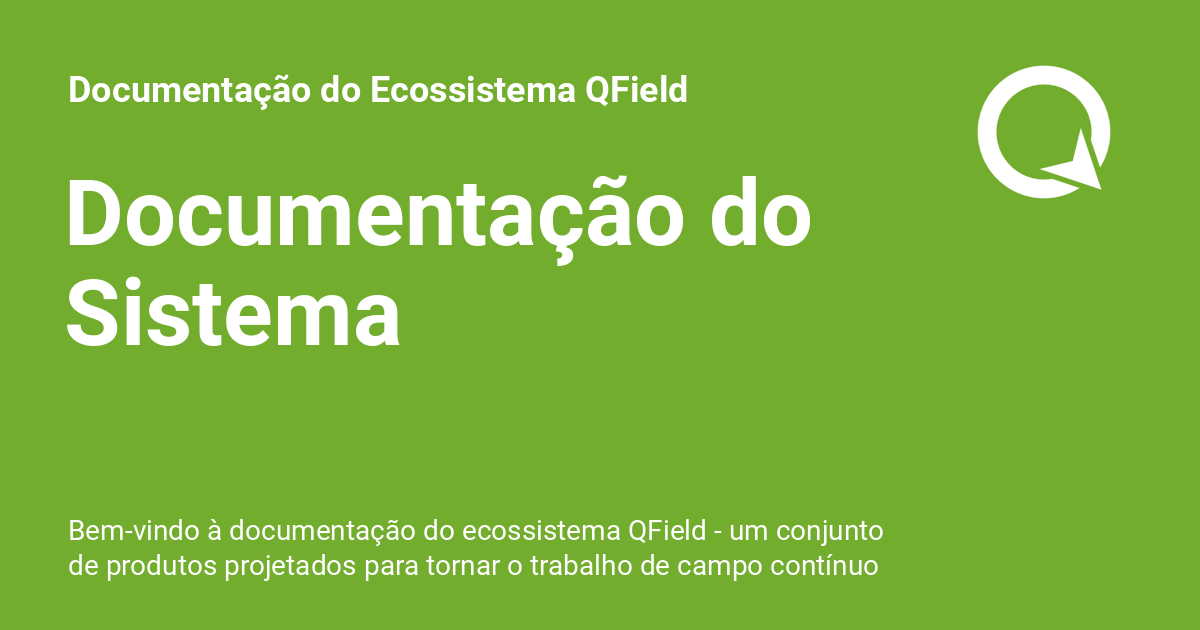 Documentação do Ecossistema QField
Documentação do
Sistema
Bem-vindo à documentação do ecossistema QField - um conjunto
de produtos projetados para tornar o trabalho de campo contínuo